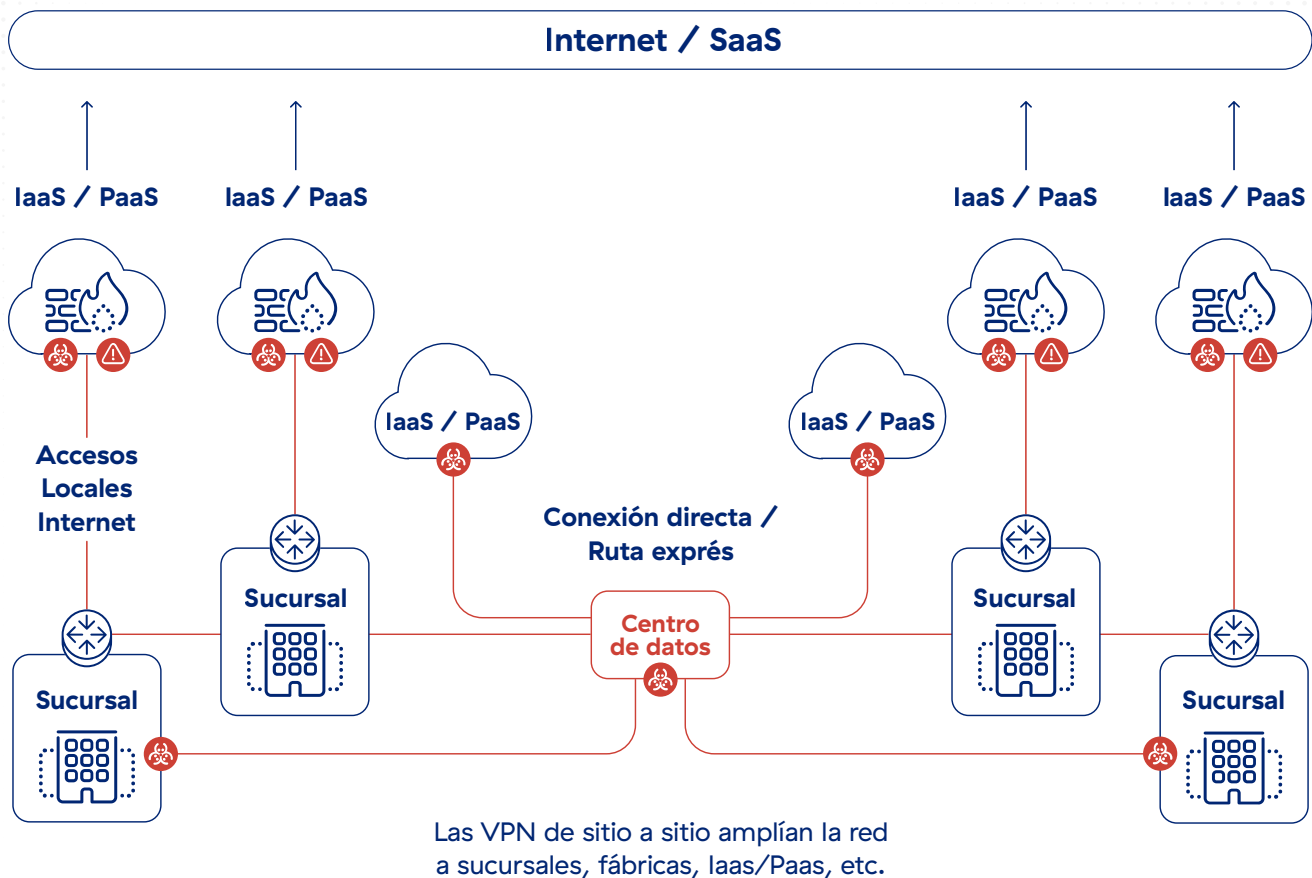 Internet / SaaS
IaaS / PaaS
IaaS / PaaS
IaaS / PaaS
IaaS / PaaS
IaaS / PaaS
IaaS / PaaS
Accesos
Locales
Internet
Conexión directa /
Ruta exprés
Sucursal
Sucursal
Centro
de datos
Sucursal
Sucursal
Las VPN de sitio a sitio amplían la red
a sucursales, fábricas, Iaas/Paas, etc.